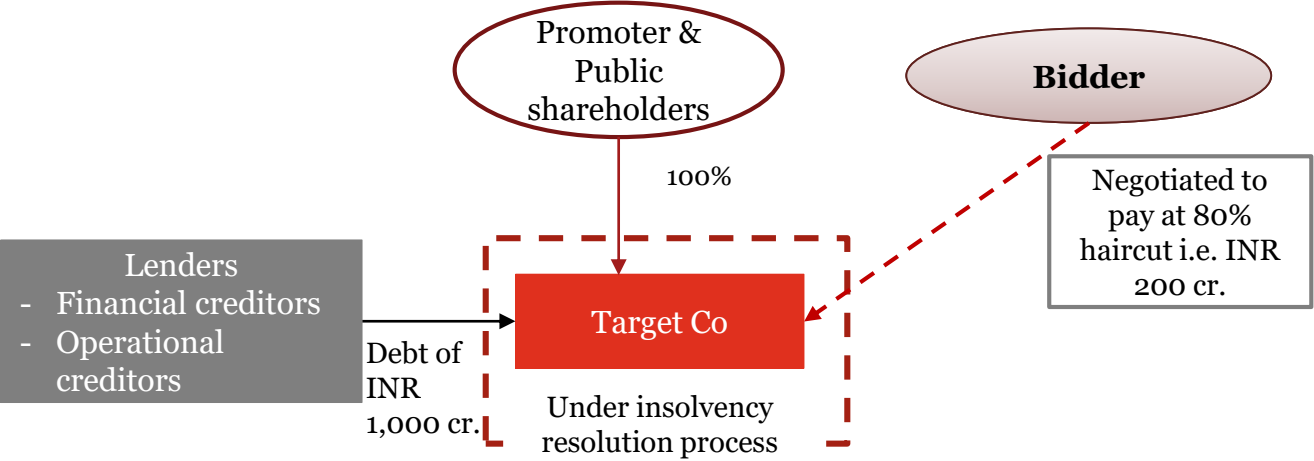 Promoter &
Public
shareholders
Bidder
100%
Negotiated to
pay at 80%
haircut i.e. INR
200 cr.
Lenders
- Financial creditors
- Operational
creditors
Target Co
Debt of
INR
1,000 cr.
Under insolvency
resolution process